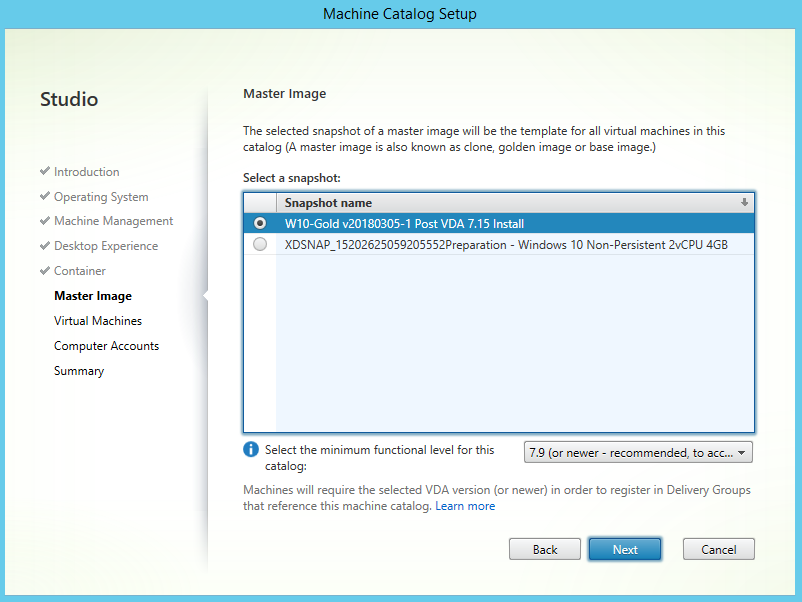 Machine Catalog Setup
Studio
Introduction
Operating System
Machine Management
Desktop Experience
Container
Master Image
Virtual Machines
Computer Accounts
Summary
Master Image
The selected snapshot of a master image will be the template for all virtual machines in this
catalog (A master image is also known as clone, golden image or base image.)
Select a snapshot:
Snapshot name
W10-Gold v20180305-1 Post VDA 7.15 Install
XDSNAP_15202625059205552Preparation - Windows 10 Non-Persistent 2vCPU 4GB
Select the minimum functional level for this
catalog:
7.9 (or newer - recommended, to acc...
Machines will require the selected VDA version (or newer) in order to register in Delivery Groups
that reference this machine catalog. Learn more
Back
Next
Cancel